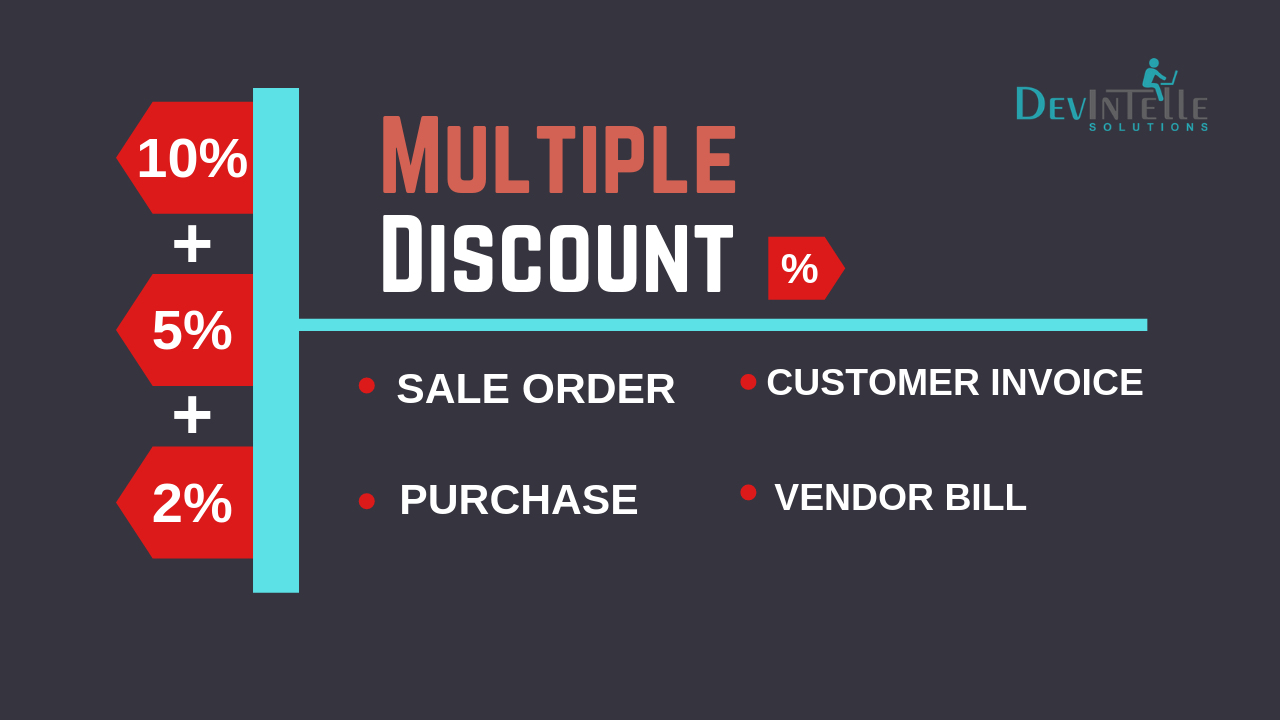 10%
+
5%
+
2%
MULTIPLE
DISCOUNT %
DEVINTELLE
SOLUTIONS
SALE ORDER
CUSTOMER INVOICE
PURCHASE
VENDOR BILL